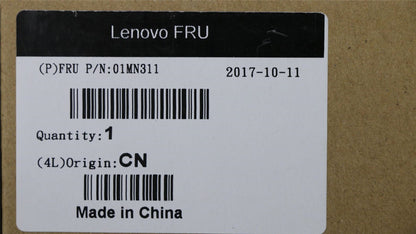 Lenovo FRU
(P)FRU P/N:01MN311 2017-10-11
Quantity:1
(4L)Origin:CN
Made in China